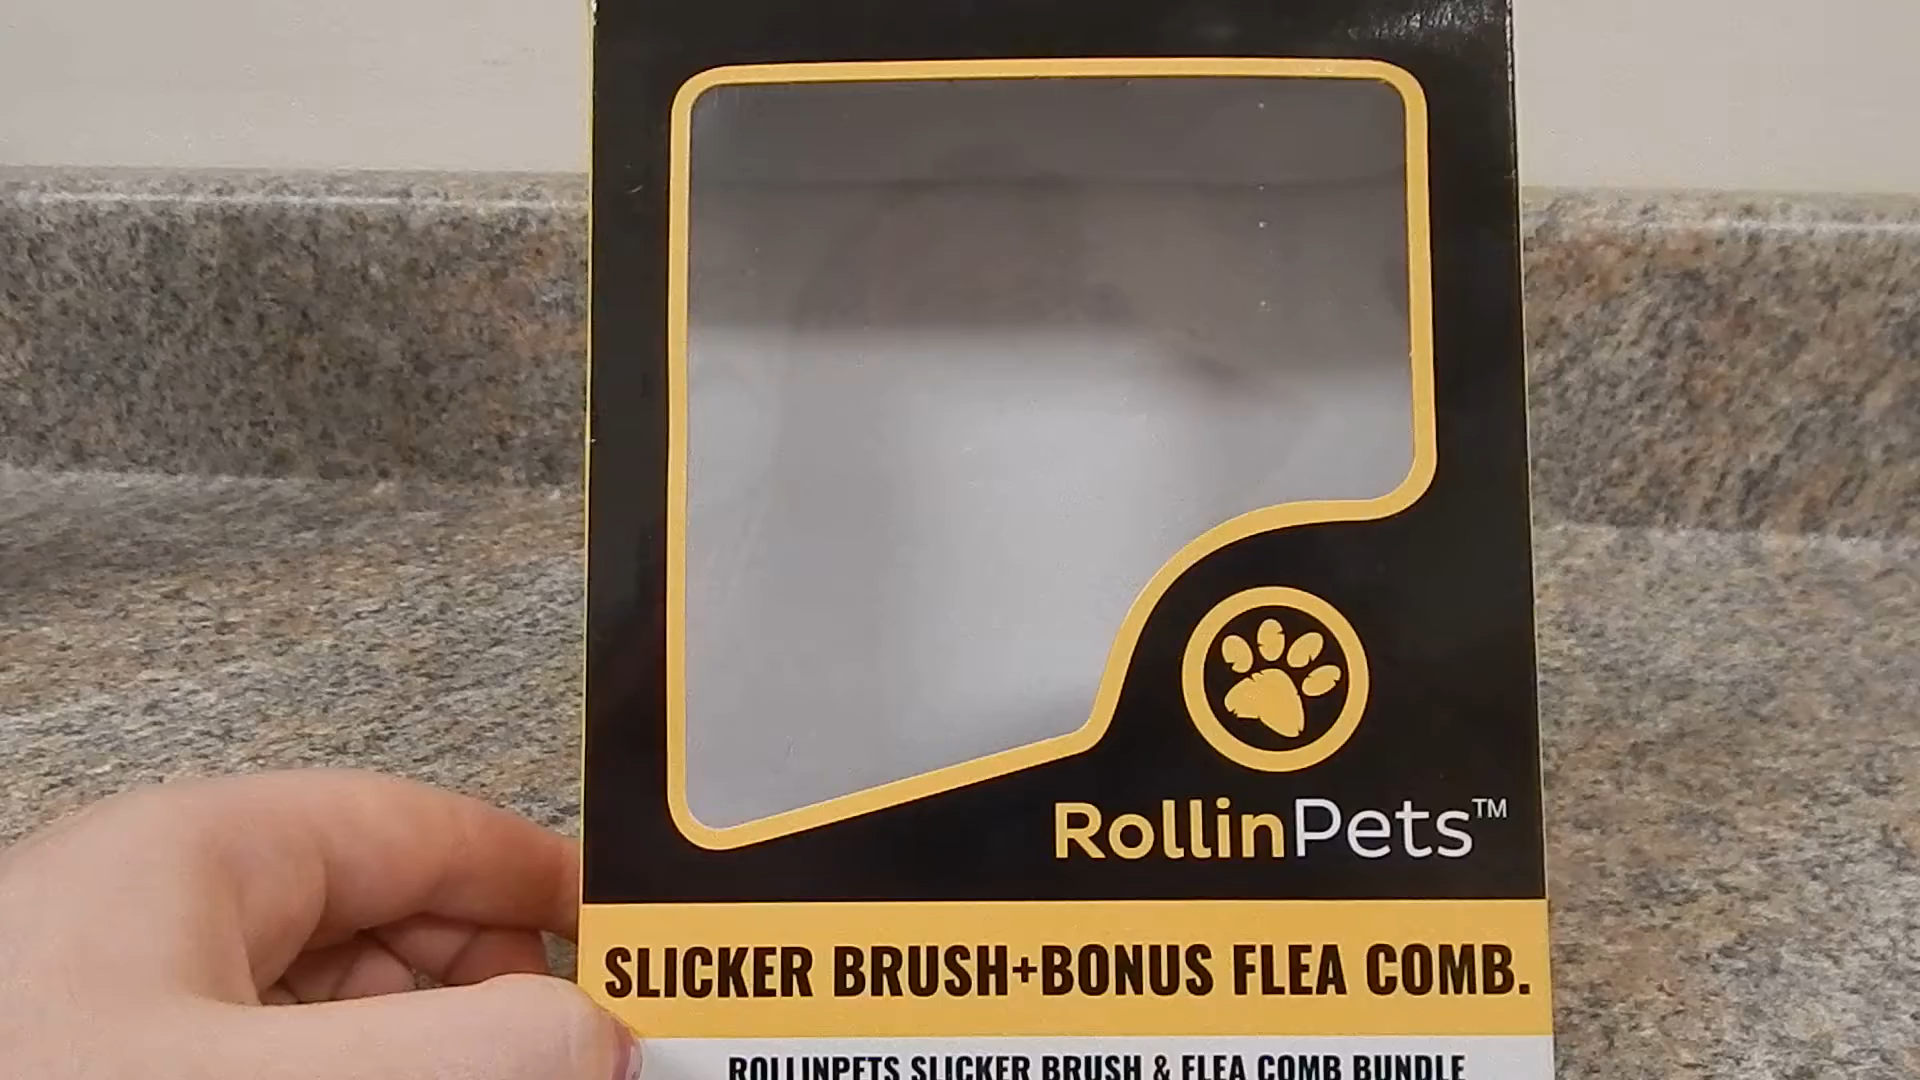 RollinPets™
SLICKER BRUSH+BONUS FLEA COMB.
ROLLINPETS SLICKER BRUSH & FLEA COMB BUNDLE